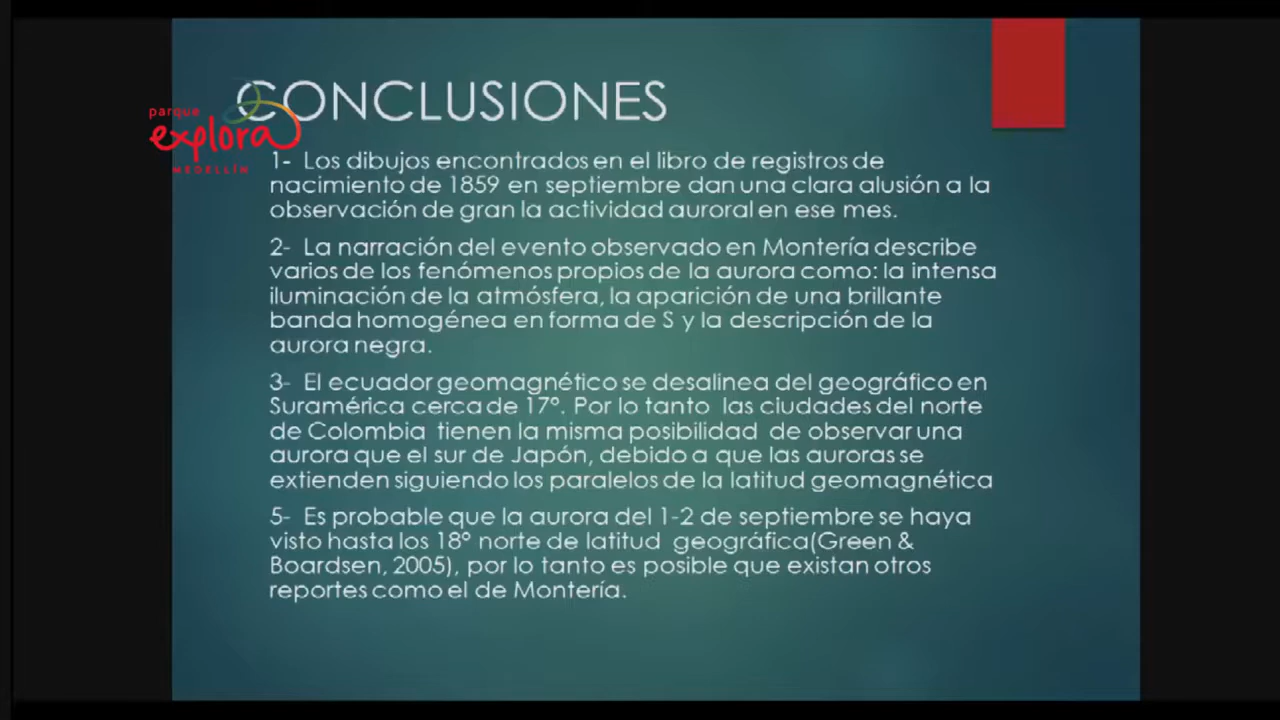 CONCLUSIONES
parque
explora
MEDELLÍN
1- Los dibujos encontrados en el libro de registros de
nacimiento de 1859 en septiembre dan una clara alusión a la
observación de gran la actividad auroral en ese mes.
2- La narración del evento observado en Montería describe
varios de los fenómenos propios de la aurora como: la intensa
iluminación de la atmósfera, la aparición de una brillante
banda homogénea en forma de S y la descripción de la
aurora negra.
3- El ecuador geomagnético se desalinea del geográfico en
Suramérica cerca de 17°. Por lo tanto las ciudades del norte
de Colombia tienen la misma posibilidad de observar una
aurora que el sur de Japón, debido a que las auroras se
extienden siguiendo los paralelos de la latitud geomagnética
5- Es probable que la aurora del 1-2 de septiembre se haya
visto hasta los 18° norte de latitud geográfica(Green &
Boardsen, 2005), por lo tanto es posible que existan otros
reportes como el de Montería.